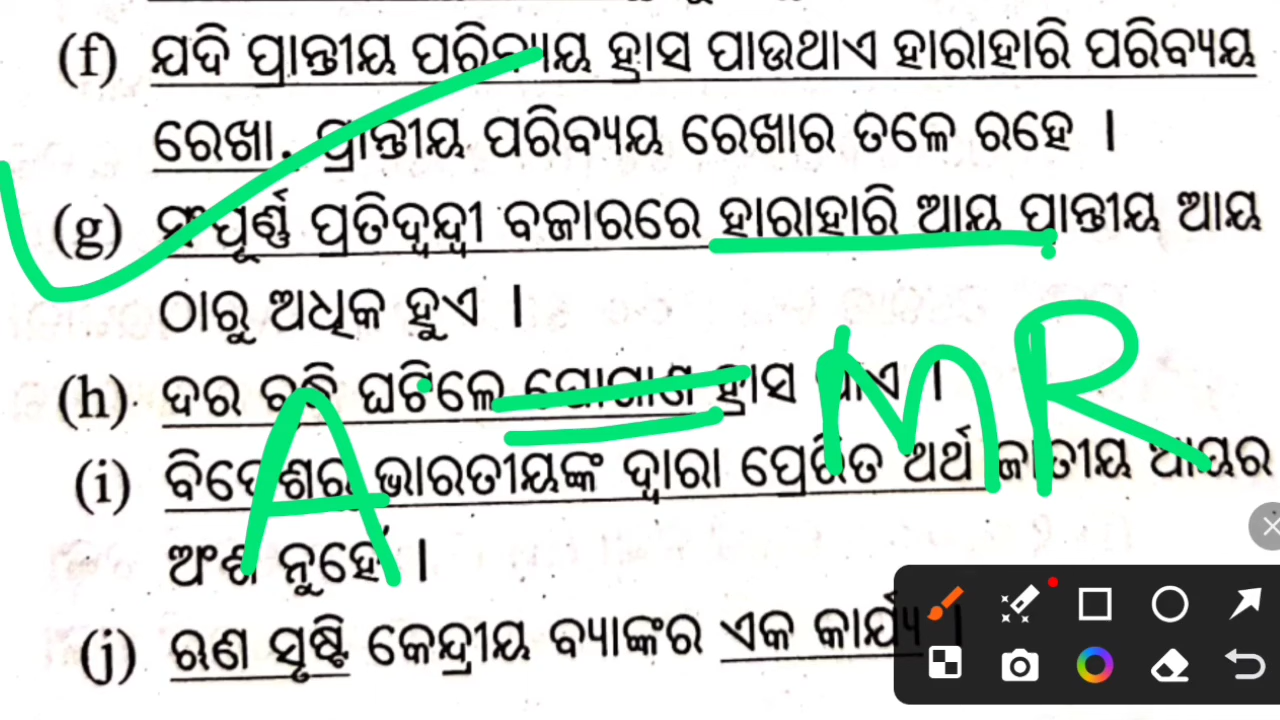 (f) ଯଦି ପ୍ରାନ୍ତୀୟ ପରିବ୍ୟୟ ହ୍ରାସ ପାଉଥାଏ ହାରାହାରି ପରିବ୍ୟୟ
ରେଖା. ପ୍ରାନ୍ତୀୟ ପରିବ୍ୟୟ ରେଖାର ତଳେ ରହେ ।
(g) ସଂପୂର୍ଣ୍ଣ ପ୍ରତିଦ୍ୱନ୍ଦ୍ୱୀ ବଜାରରେ ହାରାହାରି ଆୟ ପ୍ରାନ୍ତୀୟ ଆୟ
ଠାରୁ ଅଧିକ ହୁଏ ।
(h) ଦର ବୃଦ୍ଧି ଘଟିଲେ ଯୋଗାଣ ହ୍ରାସ ପାଏ ।
A = MR
(i) ବିଦେଶର ଭାରତୀୟଙ୍କ ଦ୍ୱାରା ପ୍ରେରିତ ଅର୍ଥ ଜାତୀୟ ଆୟର
ଅଂଶ ନୁହେଁ ।
(j) ଋଣ ସୃଷ୍ଟି କେନ୍ଦ୍ରୀୟ ବ୍ୟାଙ୍କର ଏକ କାର୍ଯ୍ୟ ।